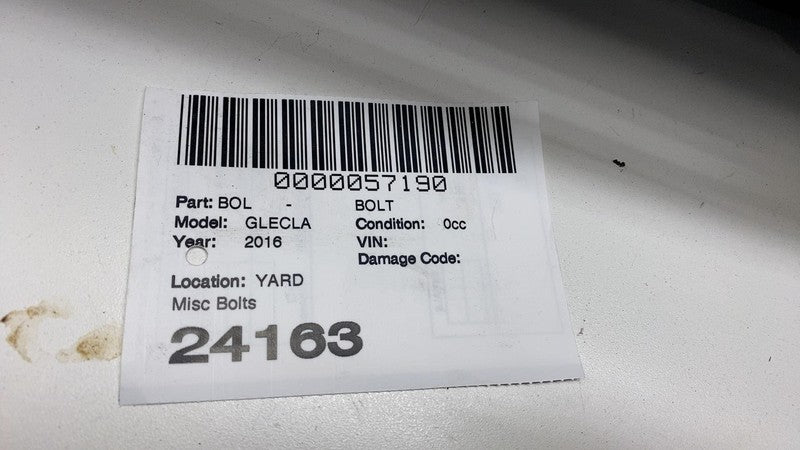 0000057190
Part: BOL - BOLT
Model: GLECLA Condition: 0cc
Year: 2016 VIN:
Damage Code:
Location: YARD
Misc Bolts
24163